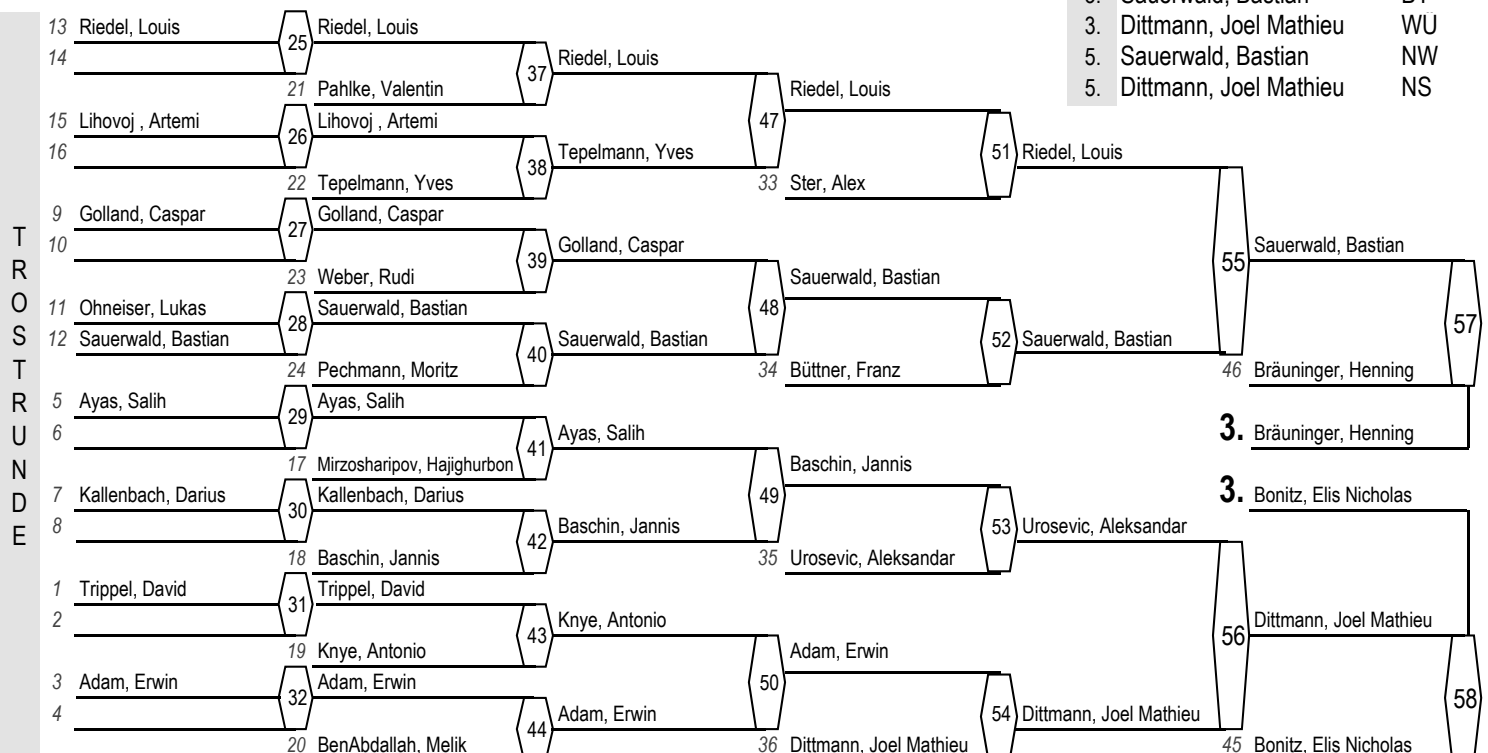 Sauerwald, Bastian
13 Riedel, Louis 25 Riedel, Louis 3. Dittmann, Joel Mathieu WÜ
14 37 Riedel, Louis 5. Sauerwald, Bastian NW
21 Pahlke, Valentin Riedel, Louis 5. Dittmann, Joel Mathieu NS
15 Lihovoj , Artemi 26 Lihovoj , Artemi 47
16 38 Tepelmann, Yves 51 Riedel, Louis
22 Tepelmann, Yves 33 Ster, Alex
9 Golland, Caspar 27 Golland, Caspar
10 39 Golland, Caspar 55 Sauerwald, Bastian
23 Weber, Rudi Sauerwald, Bastian
11 Ohneiser, Lukas 28 Sauerwald, Bastian 48 57
12 Sauerwald, Bastian 40 Sauerwald, Bastian 52 Sauerwald, Bastian
24 Pechmann, Moritz 34 Büttner, Franz 46 Bräuninger, Henning
5 Ayas, Salih 29 Ayas, Salih
6 41 Ayas, Salih 3. Bräuninger, Henning
17 Mirzosharipov, Hajighurbon Baschin, Jannis
7 Kallenbach, Darius 30 Kallenbach, Darius 49 3. Bonitz, Elis Nicholas
8 42 Baschin, Jannis 53 Urosevic, Aleksandar
18 Baschin, Jannis 35 Urosevic, Aleksandar
1 Trippel, David 31 Trippel, David
2 43 Knye, Antonio 56 Dittmann, Joel Mathieu
19 Knye, Antonio Adam, Erwin
3 Adam, Erwin 32 Adam, Erwin 50 58
4 44 Adam, Erwin 54 Dittmann, Joel Mathieu
20 BenAbdallah, Melik 36 Dittmann, Joel Mathieu 45 Bonitz, Elis Nicholas
T
R
O
S
T
R
U
N
D
E